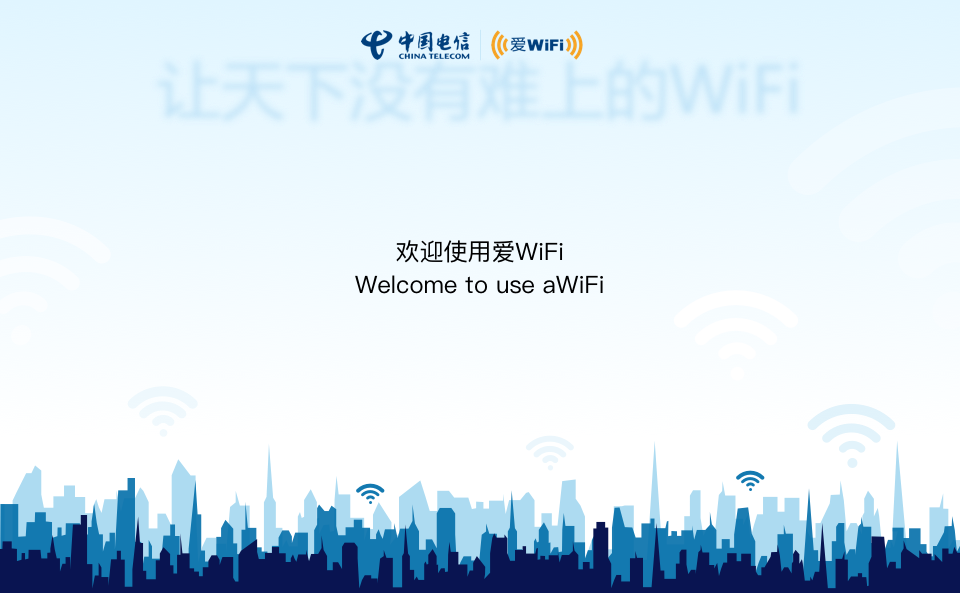 中国电信 爱WiFi
CHINA TELECOM
让天下没有难上的WiFi
欢迎使用爱WiFi
Welcome to use aWiFi